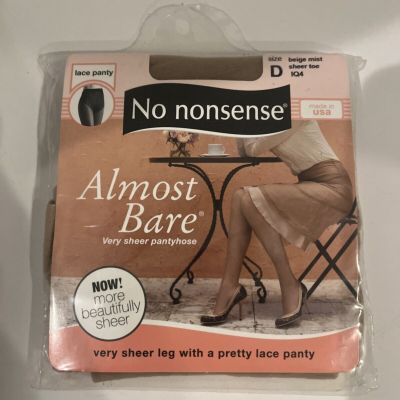 lace panty
size
D
beige mist
sheer toe
IQ4
No nonsense®
made in
usa
Almost
Bare®
Very sheer pantyhose
NOW!
more
beautifully
sheer
very sheer leg with a pretty lace panty